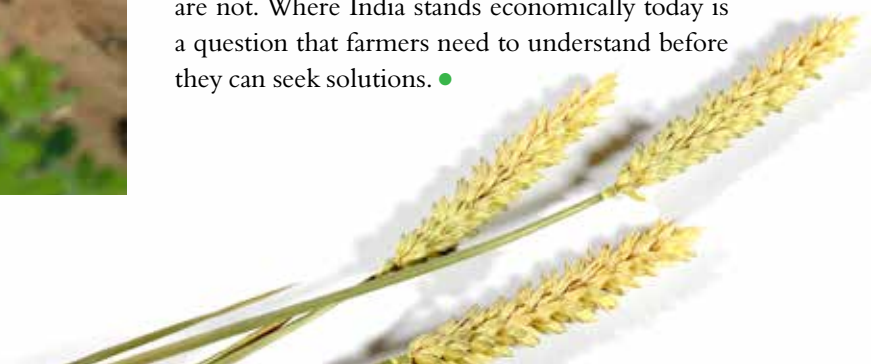 are not. Where India stands economically today is
a question that farmers need to understand before
they can seek solutions. ●